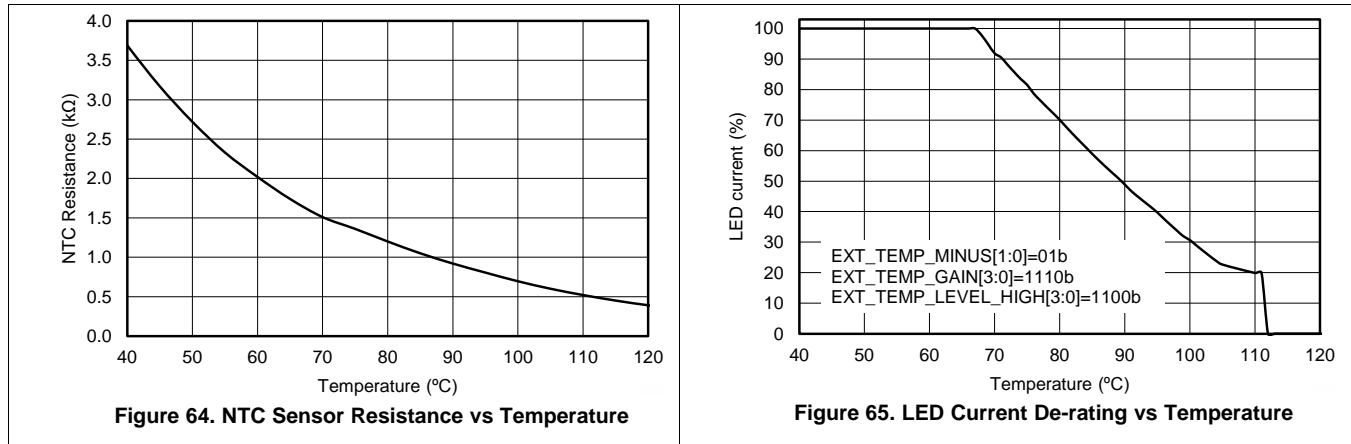 4.0
3.5
3.0
2.5
2.0
1.5
1.0
0.5
0.0
40 50 60 70 80 90 100 110 120
NTC Resistance (kΩ)
Temperature (ºC)
Figure 64. NTC Sensor Resistance vs Temperature
100
90
80
70
60
50
40
30
20
10
0
40 50 60 70 80 90 100 110 120
LED current (%)
EXT_TEMP_MINUS[1:0]=01b
EXT_TEMP_GAIN[3:0]=1110b
EXT_TEMP_LEVEL_HIGH[3:0]=1100b
Temperature (ºC)
Figure 65. LED Current De-rating vs Temperature